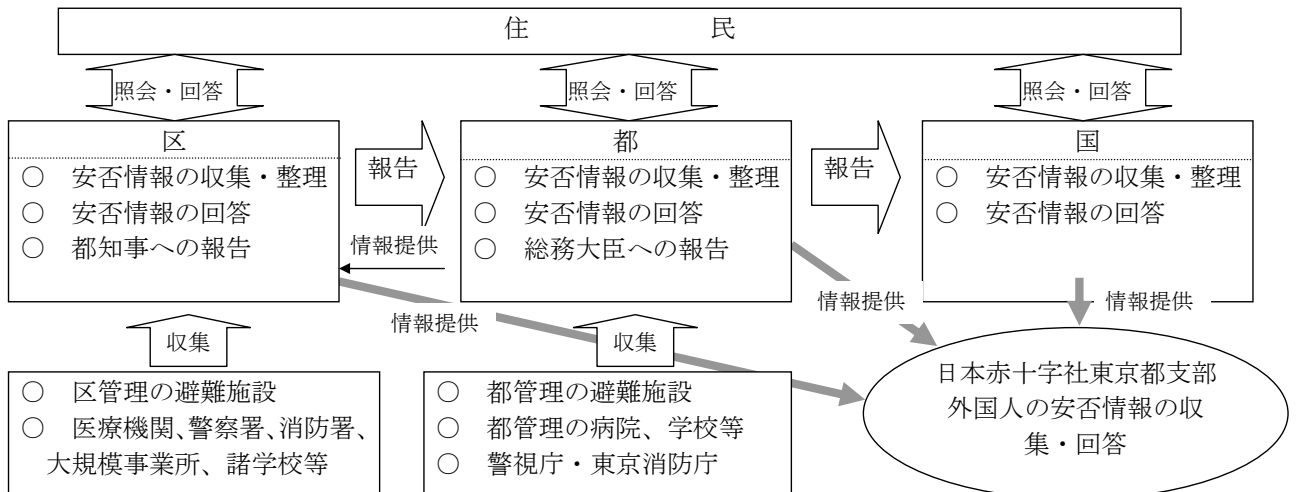 住　　　　　　民
照会・回答
照会・回答
照会・回答
区
○　安否情報の収集・整理
○　安否情報の回答
○　都知事への報告
報告
都
○　安否情報の収集・整理
○　安否情報の回答
○　総務大臣への報告
報告
国
○　安否情報の収集・整理
○　安否情報の回答
情報提供
情報提供
情報提供
情報提供
収集
収集
○　区管理の避難施設
○　医療機関、警察署、消防署、
大規模事業所、諸学校等
○　都管理の避難施設
○　都管理の病院、学校等
○　警視庁・東京消防庁
日本赤十字社東京都支部
外国人の安否情報の収
集・回答